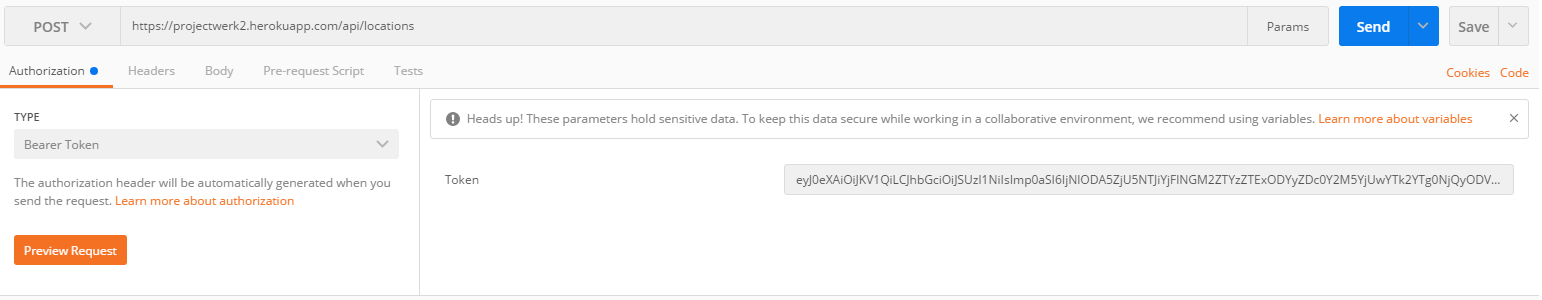 POST https://projectwerk2.herokuapp.com/api/locations Params Send Save
Authorization Headers Body Pre-request Script Tests Cookies Code
TYPE
Bearer Token
The authorization header will be automatically generated when you
send the request. Learn more about authorization
Preview Request
Heads up! These parameters hold sensitive data. To keep this data secure while working in a collaborative environment, we recommend using variables. Learn more about variables
Token